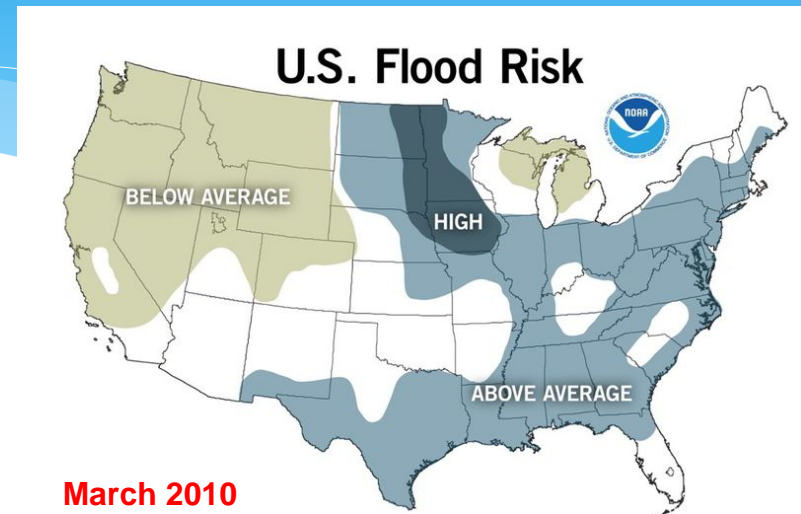 U.S. Flood Risk
NOAA
BELOW AVERAGE
HIGH
ABOVE AVERAGE
March 2010